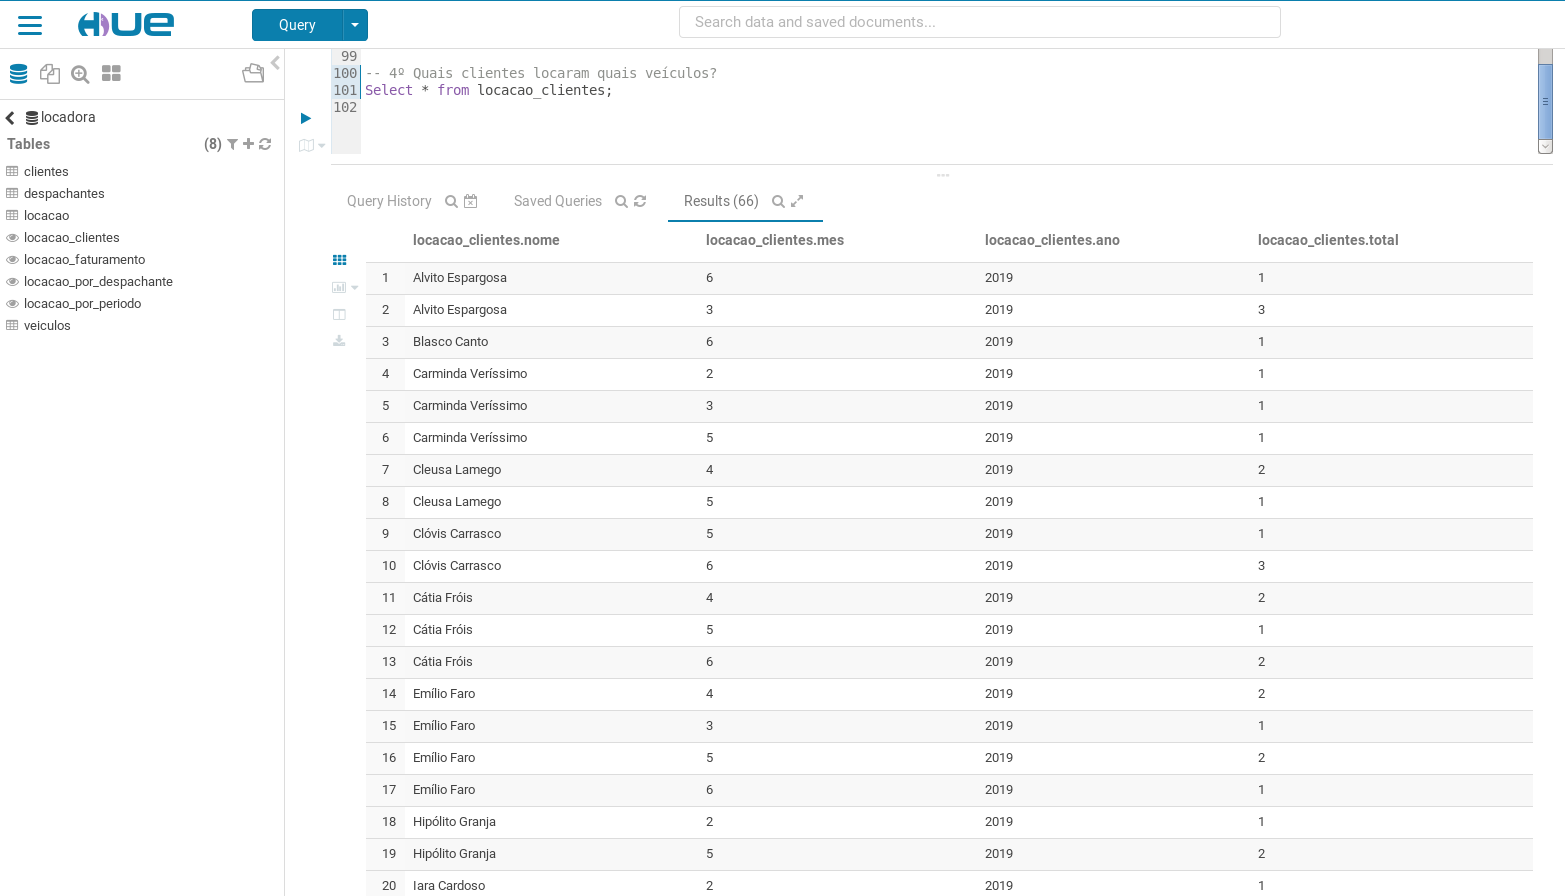 HUE
Query
Search data and saved documents...
locadora
Tables (8)
clientes
despachantes
locacao
locacao_clientes
locacao_faturamento
locacao_por_despachante
locacao_por_periodo
veiculos
99
100 -- 4º Quais clientes locaram quais veículos?
101 Select * from locacao_clientes;
102
Query History Saved Queries Results (66)
locacao_clientes.nome locacao_clientes.mes locacao_clientes.ano locacao_clientes.total
1 Alvito Espargosa 6 2019 1
2 Alvito Espargosa 3 2019 3
3 Blasco Canto 6 2019 1
4 Carminda Veríssimo 2 2019 1
5 Carminda Veríssimo 3 2019 1
6 Carminda Veríssimo 5 2019 1
7 Cleusa Lamego 4 2019 2
8 Cleusa Lamego 5 2019 1
9 Clóvis Carrasco 5 2019 1
10 Clóvis Carrasco 6 2019 3
11 Cátia Fróis 4 2019 2
12 Cátia Fróis 5 2019 1
13 Cátia Fróis 6 2019 2
14 Emílio Faro 4 2019 2
15 Emílio Faro 3 2019 1
16 Emílio Faro 5 2019 2
17 Emílio Faro 6 2019 1
18 Hipólito Granja 2 2019 1
19 Hipólito Granja 5 2019 2
20 Iara Cardoso 2 2019 1